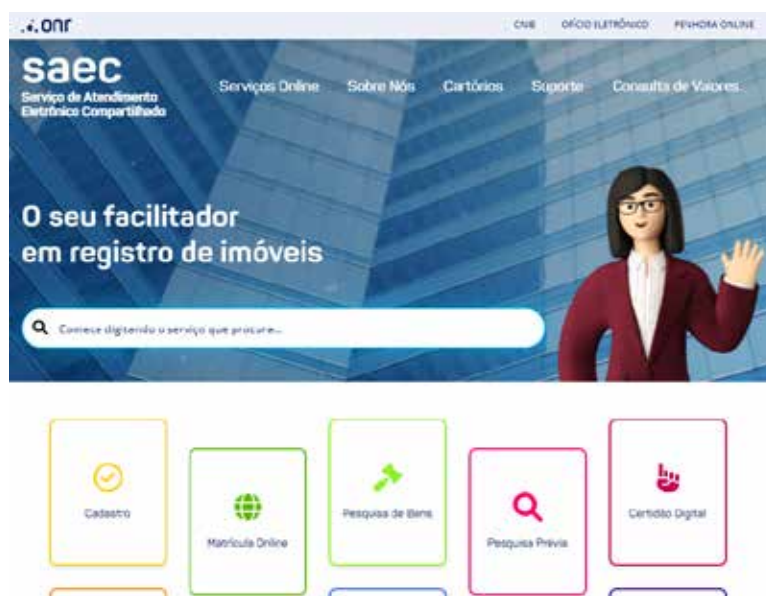 onr
CNIB OFÍCIO ELETRÔNICO PENHORA ONLINE
saec
Serviço de Atendimento
Eletrônico Compartilhado
Serviços Online Sobre Nós Cartórios Suporte Consulta de Valores
O seu facilitador
em registro de imóveis
Comece digitando o serviço que procura...
Cadastro
Matrícula Online
Pesquisa de Bens
Pesquisa Prévia
Certidão Digital